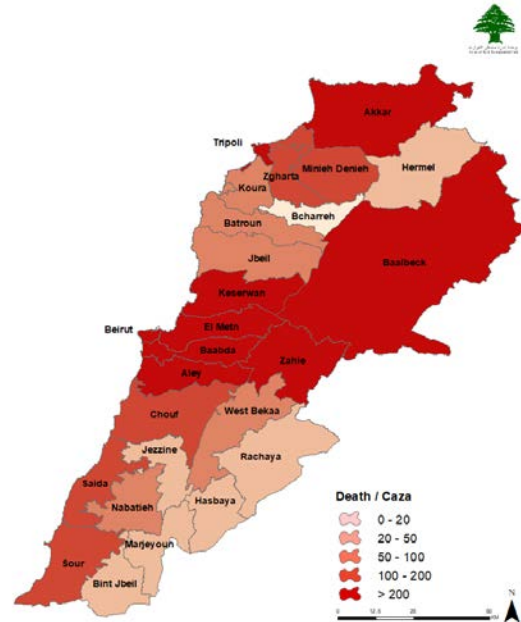 Akkar
Tripoli
Hermel
Minieh Denieh
Zgharta
Koura
Bcharreh
Batroun
Jbeil
Baalbeck
Keserwan
El Metn
Beirut
Baabda
Zahle
Aley
Chouf
West Bekaa
Jezzine
Rachaya
Saida
Hasbaya
Nabatieh
Marjeyoun
Sour
Bint Jbeil
Death / Caza
0 - 20
20 - 50
50 - 100
100 - 200
> 200
N
KM